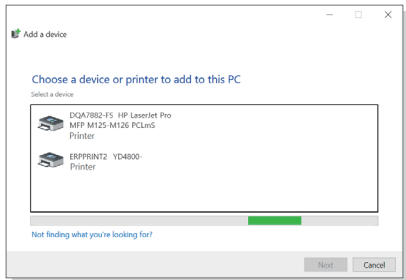 Add a device
Choose a device or printer to add to this PC
Select a device
DQA7882-F5 HP LaserJet Pro
MFP M125-M126 PCLmS
Printer
ERPPRINT2 YD4800-
Printer
Not finding what you're looking for?
Next
Cancel